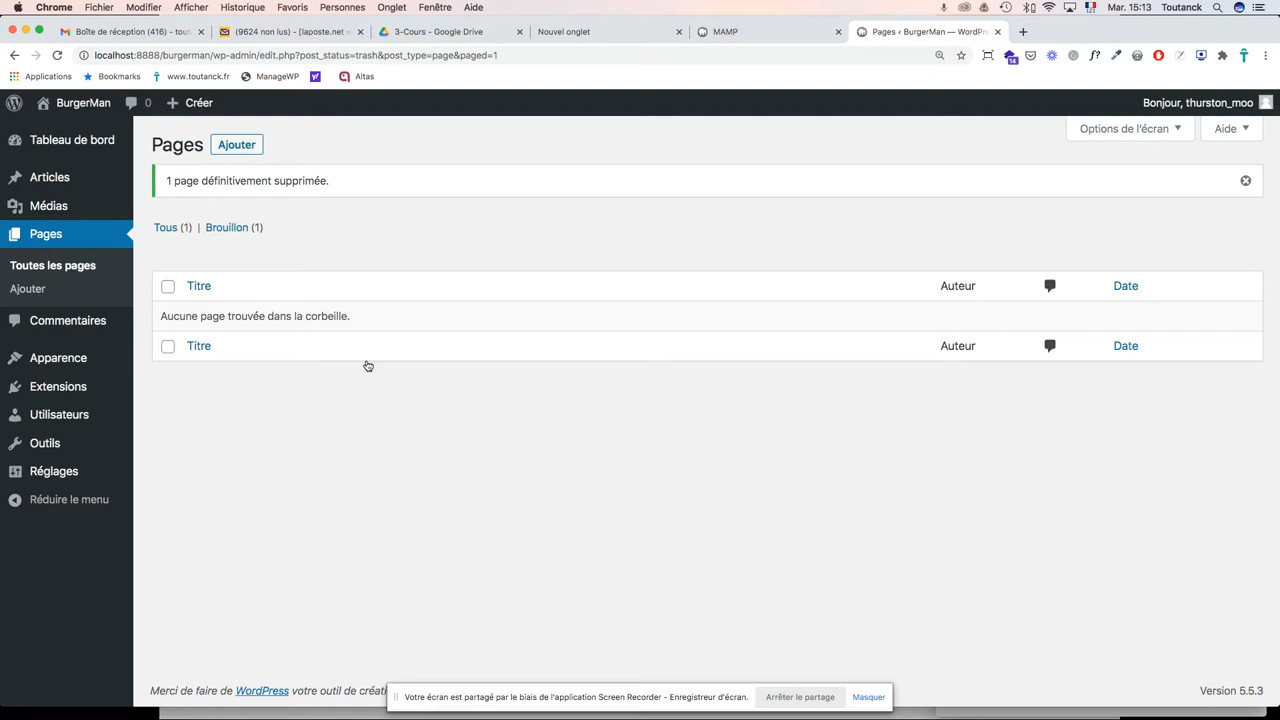 Chrome Fichier Modifier Afficher Historique Favoris Personnes Onglet Fenêtre Aide Mar. 15:13 Toutanck
Boîte de réception (416) - tout (9624 non lus) - [laposte.net 3-Cours - Google Drive Nouvel onglet MAMP Pages ‹ BurgerMan — WordPre
localhost:8888/burgerman/wp-admin/edit.php?post_status=trash&post_type=page&paged=1
Applications Bookmarks www.toutanck.fr ManageWP Altas
BurgerMan 0 Créer Bonjour, thurston_moo
Options de l'écran Aide
Tableau de bord
Articles
Médias
Pages
Toutes les pages
Ajouter
Commentaires
Apparence
Extensions
Utilisateurs
Outils
Réglages
Réduire le menu
Pages Ajouter
1 page définitivement supprimée.
Tous (1) | Brouillon (1)
Titre Auteur Date
Aucune page trouvée dans la corbeille.
Titre Auteur Date
Merci de faire de WordPress votre outil de créati
Version 5.5.3
Votre écran est partagé par le biais de l'application Screen Recorder - Enregistreur d'écran. Arrêter le partage Masquer